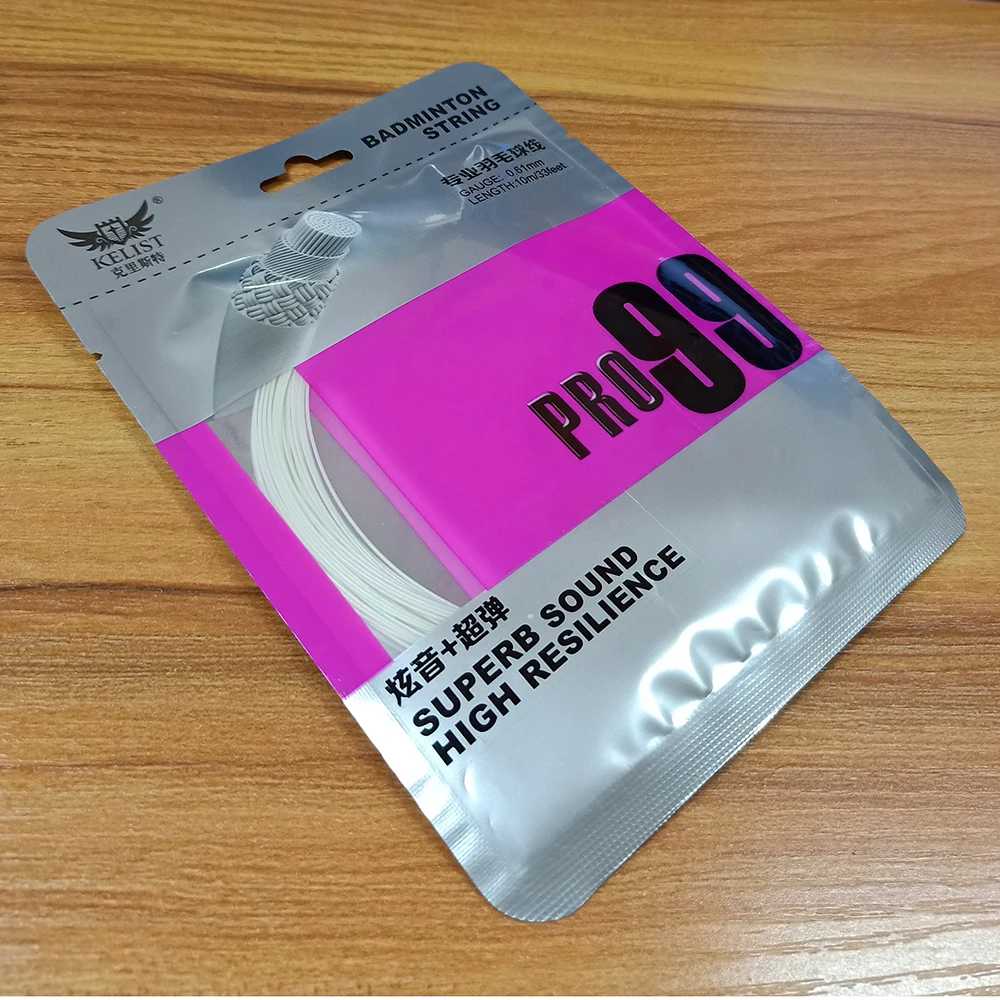 BADMINTON
STRING
专业羽毛球线
GAUGE: 0.61mm
LENGTH:10m/33feet
®
KELIST
克里斯特
PRO99
炫音+超弹
SUPERB SOUND
HIGH RESILIENCE